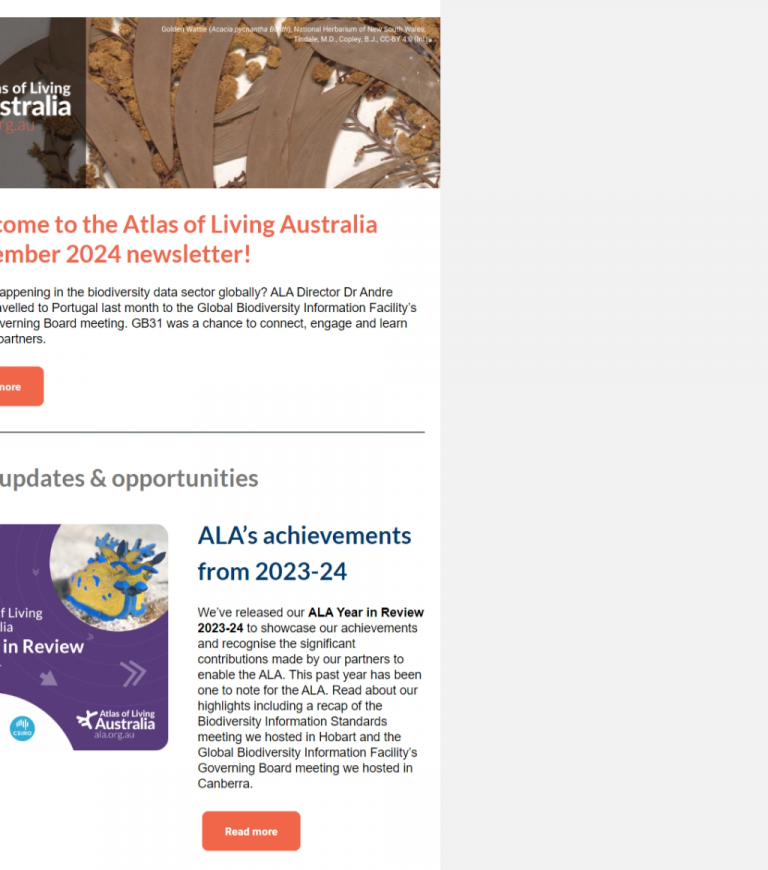 Golden Wattle (Acacia pycnantha Benth), National Herbarium of New South Wales,
Tindale, M.D., Copley, B.J., CC-BY 4.0 (Int)
s of Living
stralia
rg.au
come to the Atlas of Living Australia
ember 2024 newsletter!
appening in the biodiversity data sector globally? ALA Director Dr Andre
velled to Portugal last month to the Global Biodiversity Information Facility's
verning Board meeting. GB31 was a chance to connect, engage and learn
partners.
more
updates & opportunities
f Living
lia
in Review
CSIRO
Atlas of Living
Australia
ala.org.au
ALA's achievements
from 2023-24
We've released our ALA Year in Review
2023-24 to showcase our achievements
and recognise the significant
contributions made by our partners to
enable the ALA. This past year has been
one to note for the ALA. Read about our
highlights including a recap of the
Biodiversity Information Standards
meeting we hosted in Hobart and the
Global Biodiversity Information Facility's
Governing Board meeting we hosted in
Canberra.
Read more